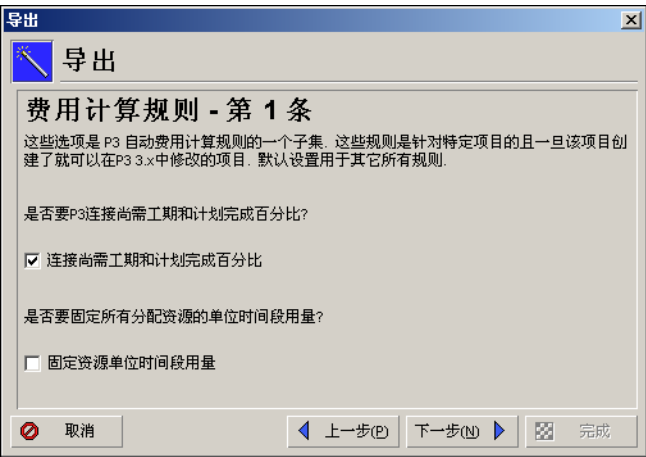 导出
导出
费用计算规则 - 第 1 条
这些选项是 P3 自动费用计算规则的一个子集. 这些规则是针对特定项目的且一旦该项目创
建了就可以在P3 3.x中修改的项目. 默认设置用于其它所有规则.
是否要P3连接尚需工期和计划完成百分比?
连接尚需工期和计划完成百分比
是否要固定所有分配资源的单位时间段用量?
固定资源单位时间段用量
取消 上一步(P) 下一步(N) 完成